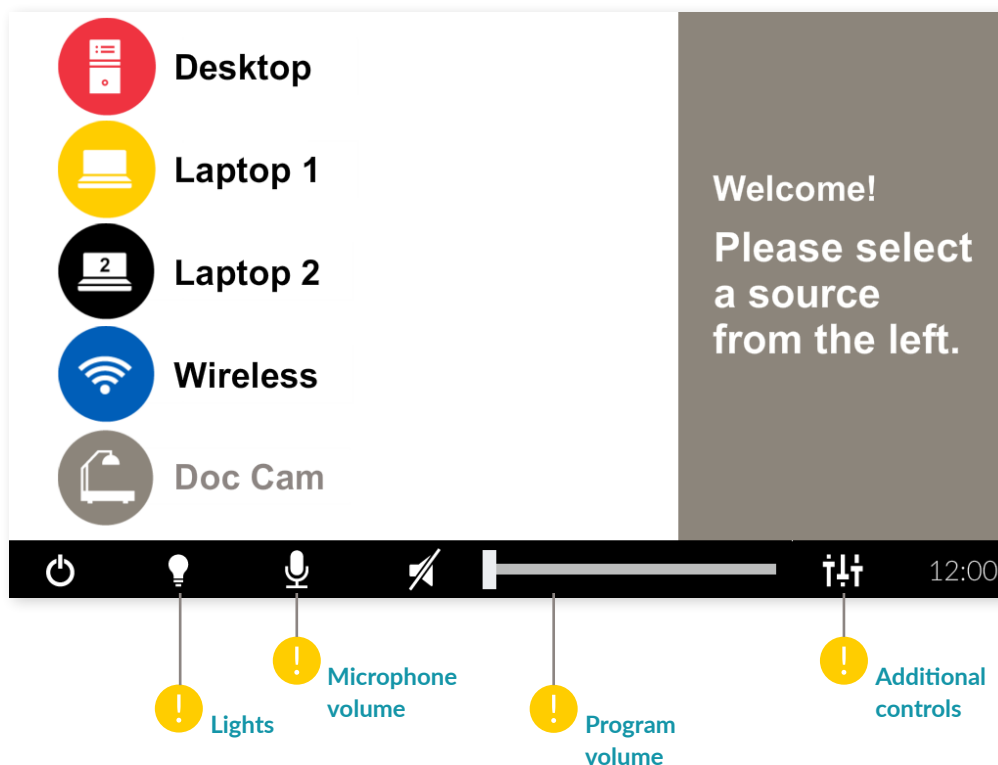 Desktop
Laptop 1
2
Laptop 2
Wireless
Doc Cam
Welcome!
Please select
a source
from the left.
12:00
! Lights
! Microphone
volume
! Program
volume
! Additional
controls